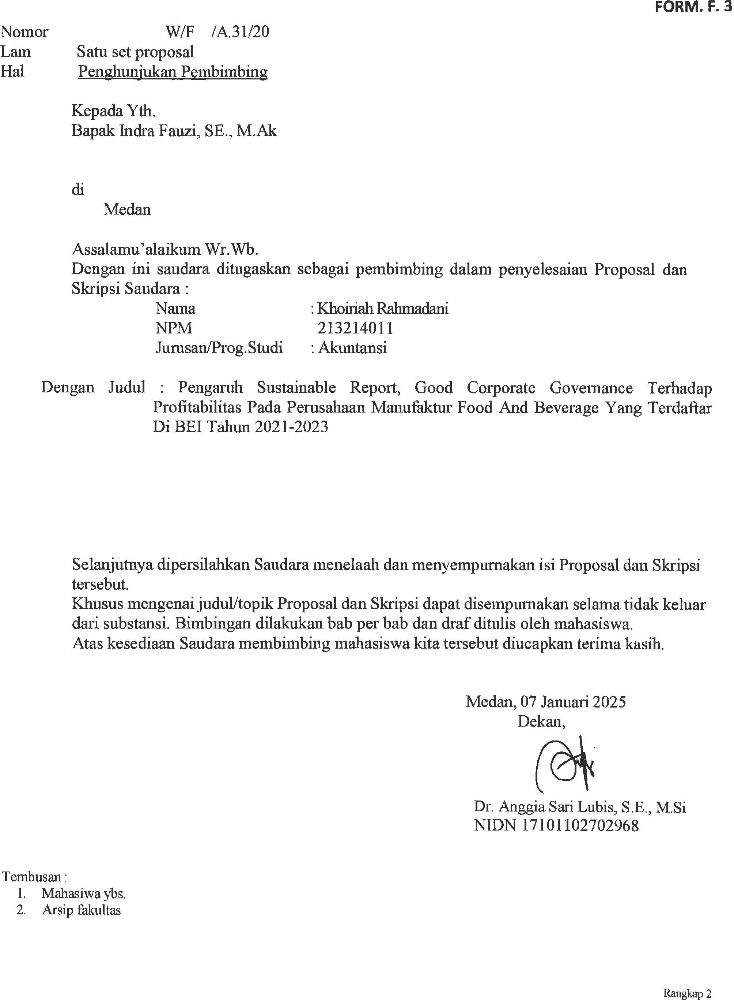 FORM. F. 3
Nomor W/F /A.31/20
Lam Satu set proposal
Hal Penghunjukan Pembimbing
Kepada Yth.
Bapak Indra Fauzi, SE., M.Ak
di
Medan
Assalamu’alaikum Wr.Wb.
Dengan ini saudara ditugaskan sebagai pembimbing dalam penyelesaian Proposal dan
Skripsi Saudara :
Nama : Khoiriah Rahmadani
NPM 213214011
Jurusan/Prog.Studi : Akuntansi
Dengan Judul : Pengaruh Sustainable Report, Good Corporate Governance Terhadap
Profitabilitas Pada Perusahaan Manufaktur Food And Beverage Yang Terdaftar
Di BEI Tahun 2021-2023
Selanjutnya dipersilahkan Saudara menelaah dan menyempurnakan isi Proposal dan Skripsi
tersebut.
Khusus mengenai judul/topik Proposal dan Skripsi dapat disempurnakan selama tidak keluar
dari substansi. Bimbingan dilakukan bab per bab dan draf ditulis oleh mahasiswa.
Atas kesediaan Saudara membimbing mahasiswa kita tersebut diucapkan terima kasih.
Medan, 07 Januari 2025
Dekan,
Dr. Anggia Sari Lubis, S.E., M.Si
NIDN 17101102702968
Tembusan :
1. Mahasiwa ybs.
2. Arsip fakultas
Rangkap 2